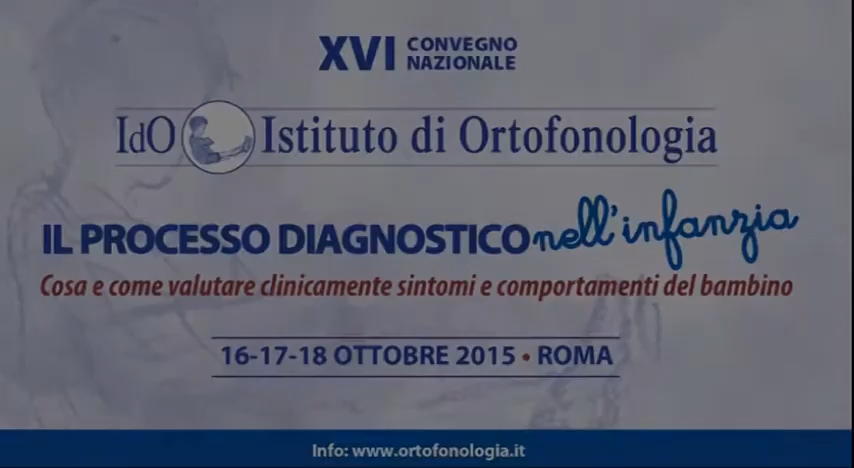 XVI CONVEGNO
NAZIONALE
IdO Istituto di Ortofonologia
IL PROCESSO DIAGNOSTICO nell'infanzia
Cosa e come valutare clinicamente sintomi e comportamenti del bambino
16-17-18 OTTOBRE 2015 • ROMA
Info: www.ortofonologia.it